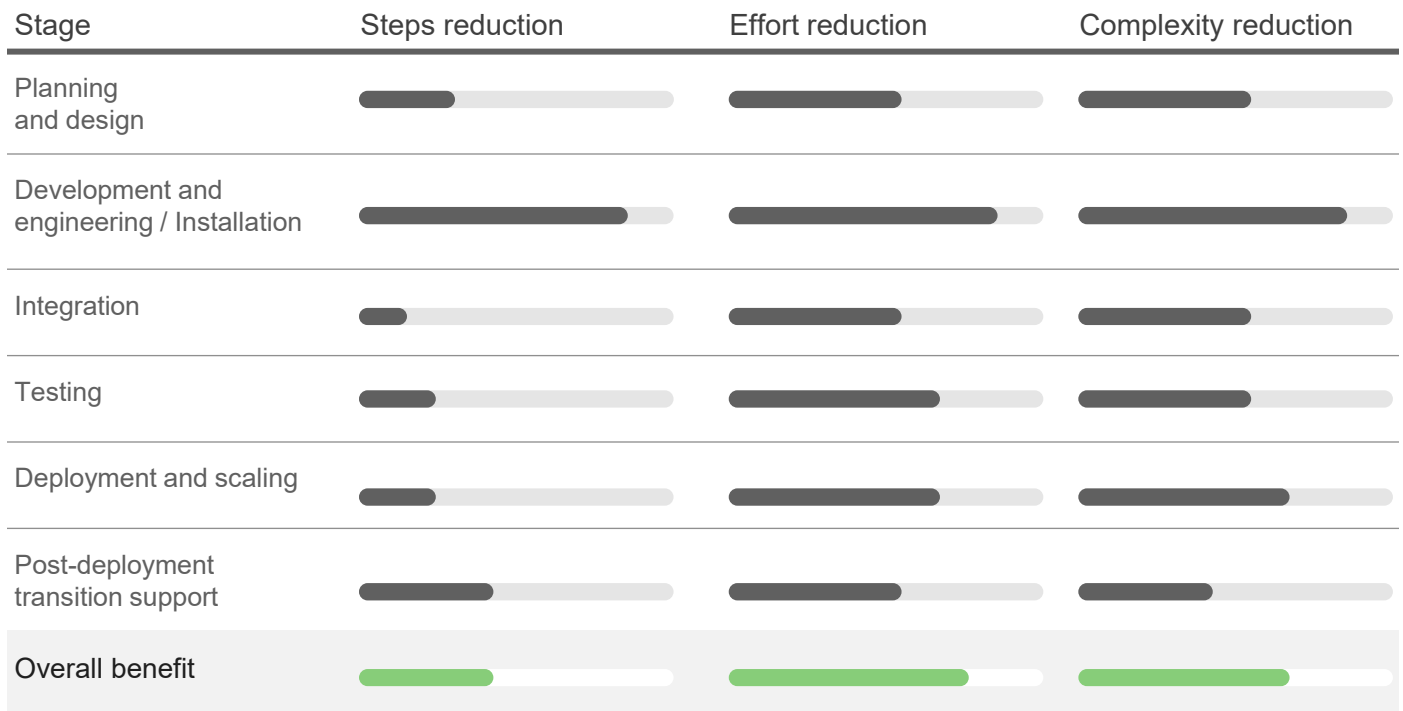 Stage Steps reduction Effort reduction Complexity reduction
Planning
and design
Development and
engineering / Installation
Integration
Testing
Deployment and scaling
Post-deployment
transition support
Overall benefit